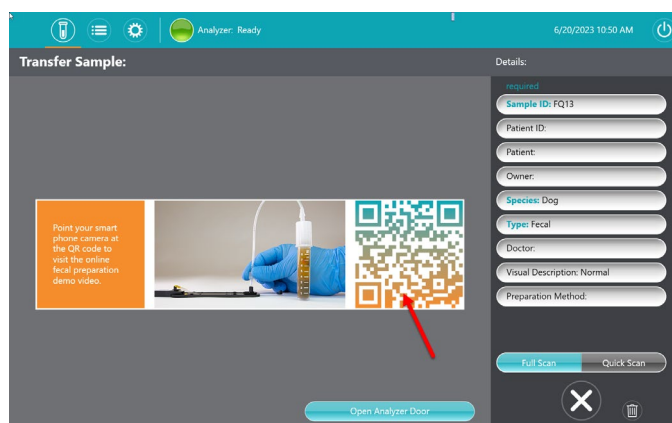 Analyzer: Ready
6/20/2023 10:50 AM
Transfer Sample:
Details:
required
Sample ID: FQ13
Patient ID:
Patient:
Owner:
Species: Dog
Type: Fecal
Doctor:
Visual Description: Normal
Preparation Method:
Point your smart
phone camera at
the QR code to
visit the online
fecal preparation
demo video.
Full Scan
Quick Scan
Open Analyzer Door